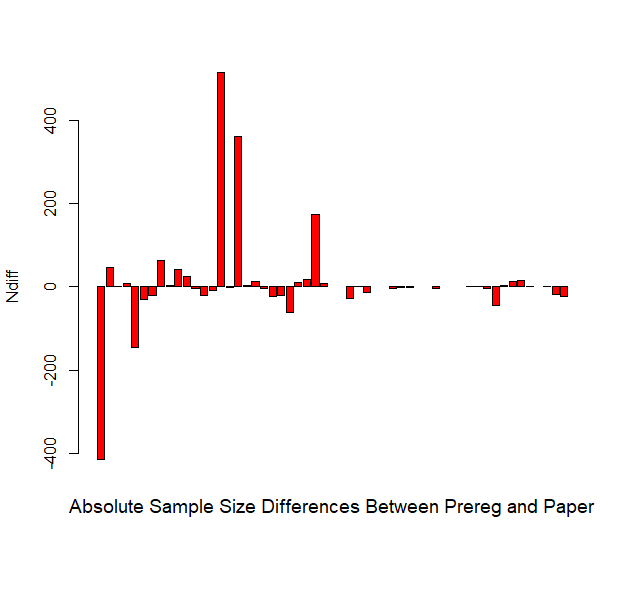 400
200
0
-200
-400
Ndiff
Absolute Sample Size Differences Between Prereg and Paper